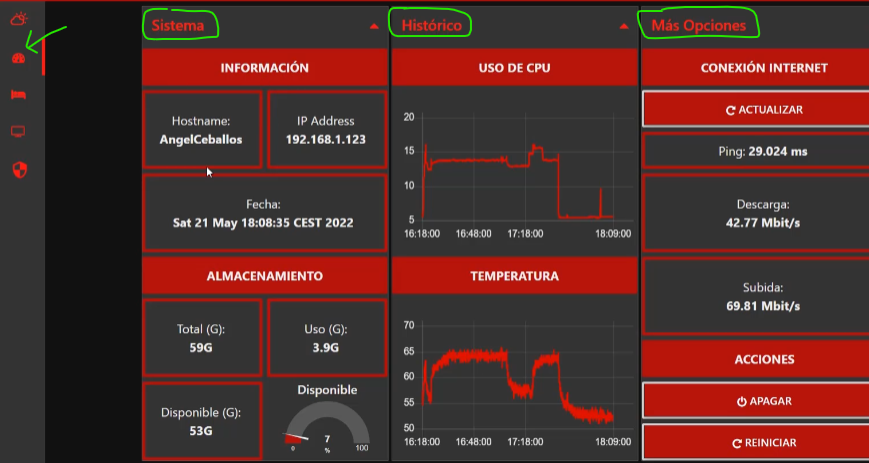 Sistema
INFORMACIÓN
Hostname:
AngelCeballos
IP Address
192.168.1.123
Fecha:
Sat 21 May 18:08:35 CEST 2022
ALMACENAMIENTO
Total (G):
59G
Uso (G):
3.9G
Disponible (G):
53G
Disponible
7
%
0
100
Histórico
USO DE CPU
20
15
10
5
16:18:00 16:48:00 17:18:00 18:09:00
TEMPERATURA
70
65
60
55
50
16:18:00 16:48:00 17:18:00 18:09:00
Más Opciones
CONEXIÓN INTERNET
ACTUALIZAR
Ping: 29.024 ms
Descarga:
42.77 Mbit/s
Subida:
69.81 Mbit/s
ACCIONES
APAGAR
REINICIAR